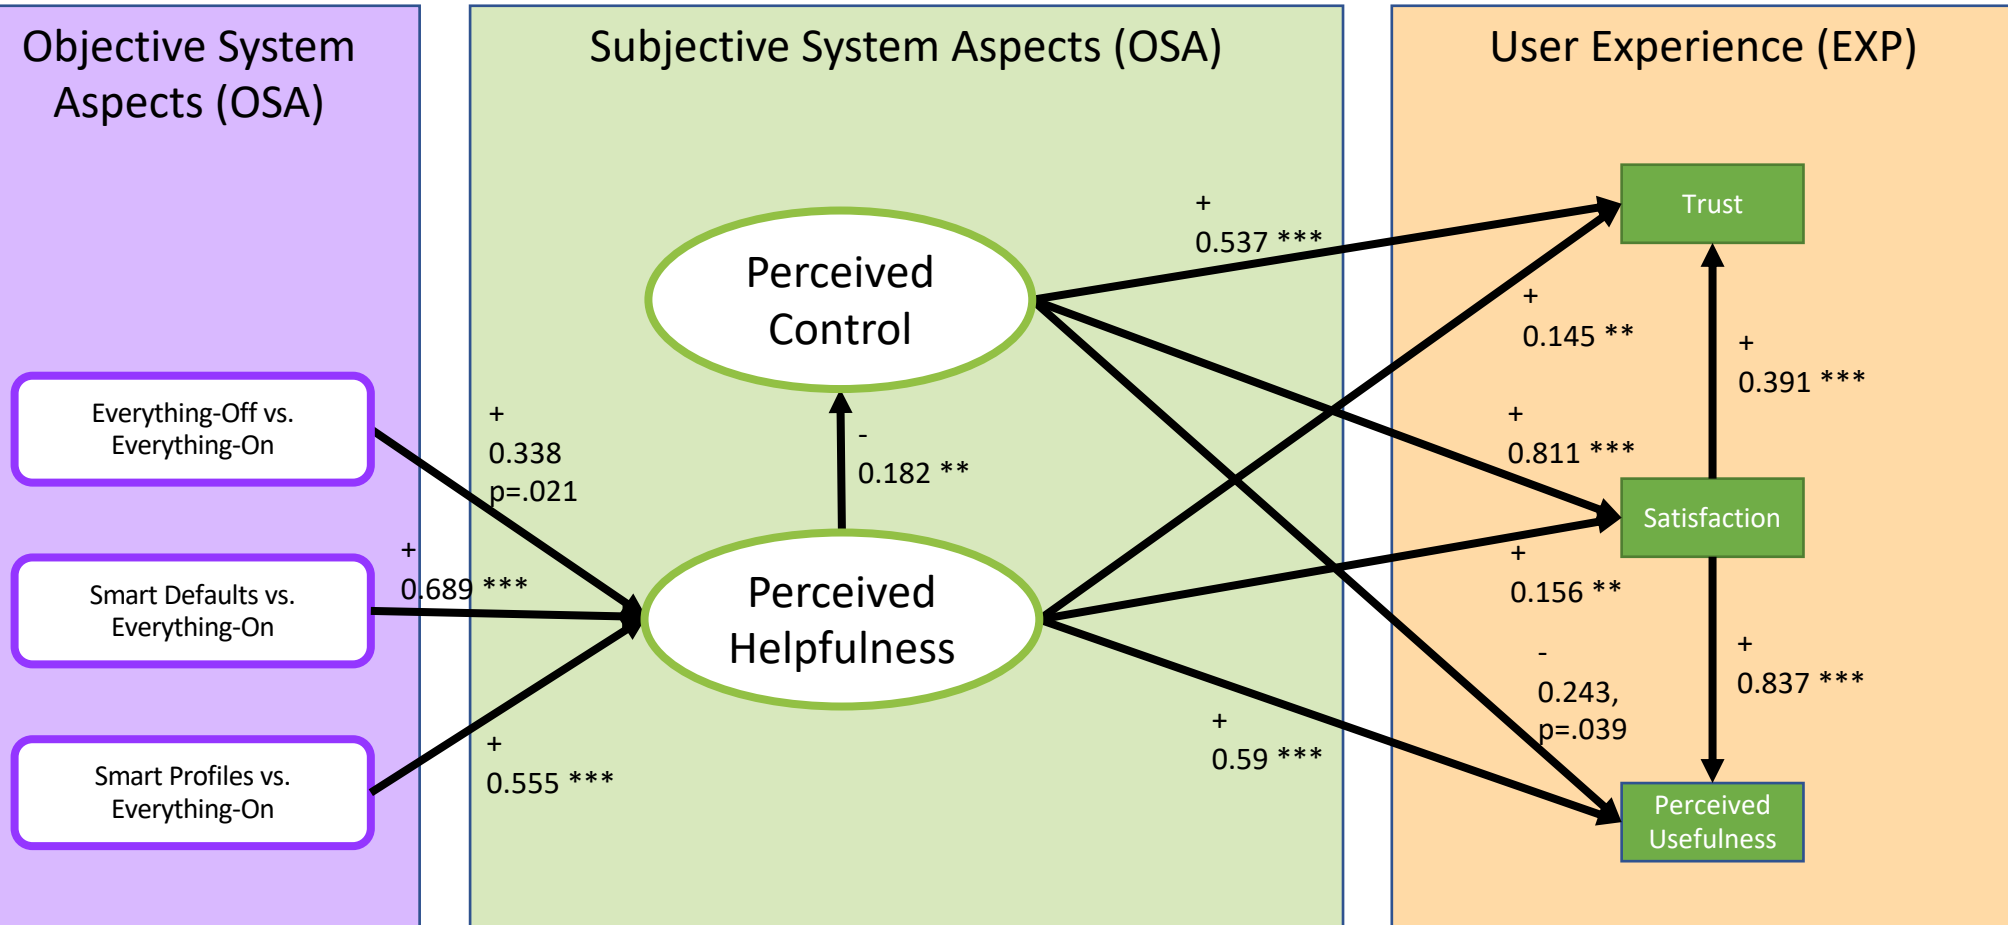 Objective System
Aspects (OSA)
Everything-Off vs.
Everything-On
Smart Defaults vs.
Everything-On
Smart Profiles vs.
Everything-On
+
0.338
p=.021
+
0.689 ***
+
0.555 ***
Subjective System Aspects (OSA)
Perceived
Control
-
0.182 **
Perceived
Helpfulness
+
0.537 ***
+
0.59 ***
User Experience (EXP)
Trust
+
0.145 **
+
0.391 ***
+
0.811 ***
Satisfaction
+
0.156 **
-
0.243,
p=.039
+
0.837 ***
Perceived
Usefulness